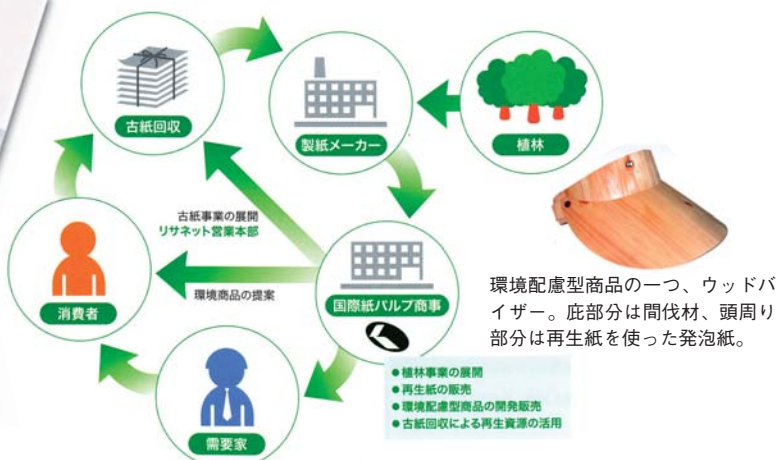 古紙回収
製紙メーカー
植林
古紙事業の展開
リサネット営業本部
環境商品の提案
消費者
国際紙パルプ商事
需要家
●植林事業の展開
●再生紙の販売
●環境配慮型商品の開発販売
●古紙回収による再生資源の活用
環境配慮型商品の一つ、ウッドバ
イザー。庇部分は間伐材、頭周り
部分は再生紙を使った発泡紙。